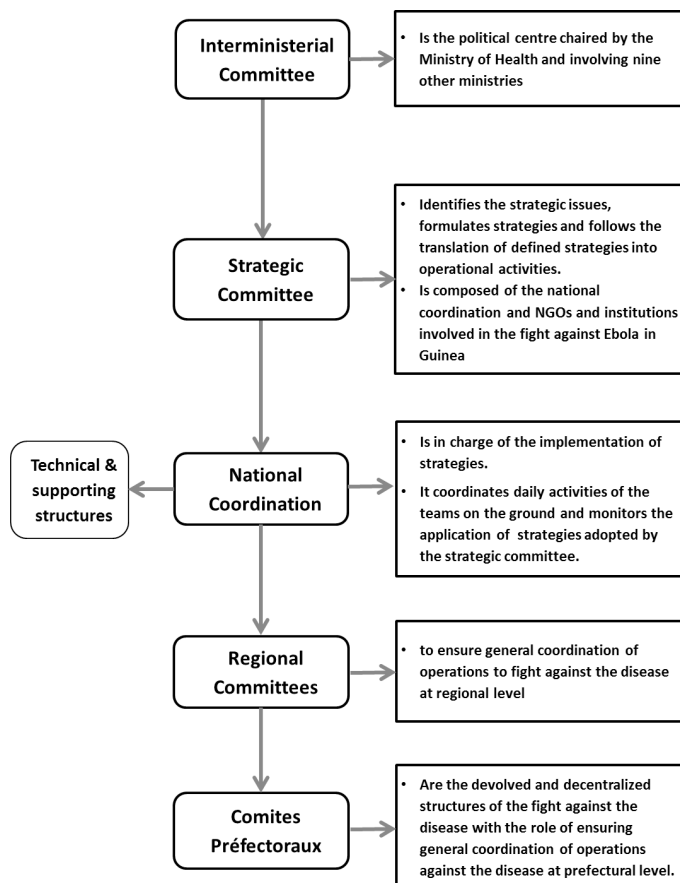 Interministerial
Committee
• Is the political centre chaired by the
Ministry of Health and involving nine
other ministries
Strategic
Committee
• Identifies the strategic issues,
formulates strategies and follows the
translation of defined strategies into
operational activities.
• Is composed of the national
coordination and NGOs and institutions
involved in the fight against Ebola in
Guinea
Technical &
supporting
structures
National
Coordination
• Is in charge of the implementation of
strategies.
• It coordinates daily activities of the
teams on the ground and monitors the
application of strategies adopted by
the strategic committee.
Regional
Committees
• to ensure general coordination of
operations to fight against the disease
at regional level
Comites
Préfectoraux
• Are the devolved and decentralized
structures of the fight against the
disease with the role of ensuring
general coordination of operations
against the disease at prefectural level.